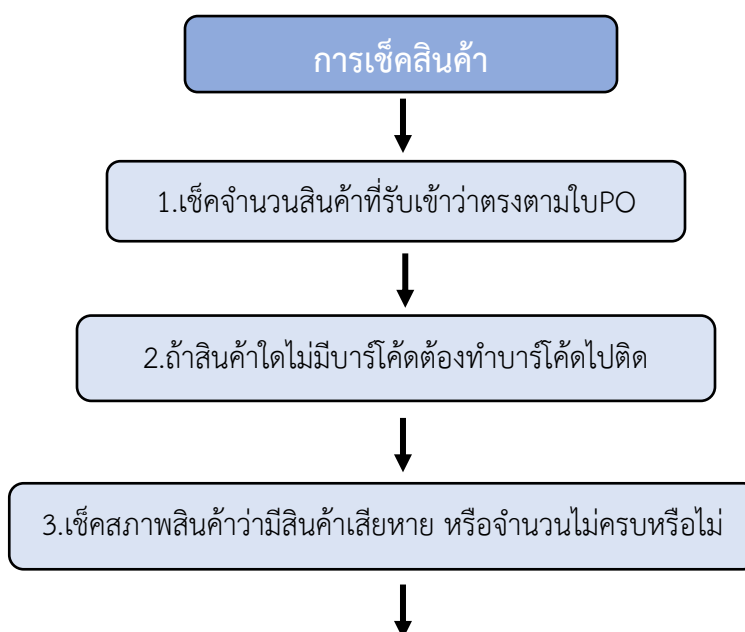 การเช็คสินค้า
1.เช็คจำนวนสินค้าที่รับเข้าว่าตรงตามใบPO
2.ถ้าสินค้าใดไม่มีบาร์โค้ดต้องทำบาร์โค้ดไปติด
3.เช็คสภาพสินค้าว่ามีสินค้าเสียหาย หรือจำนวนไม่ครบหรือไม่